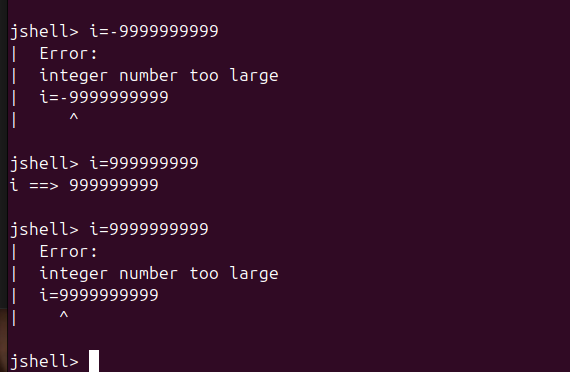 jshell> i=-9999999999
|  Error:
|  integer number too large
|  i=-9999999999
|     ^
jshell> i=999999999
i ==> 999999999
jshell> i=9999999999
|  Error:
|  integer number too large
|  i=9999999999
|    ^
jshell>